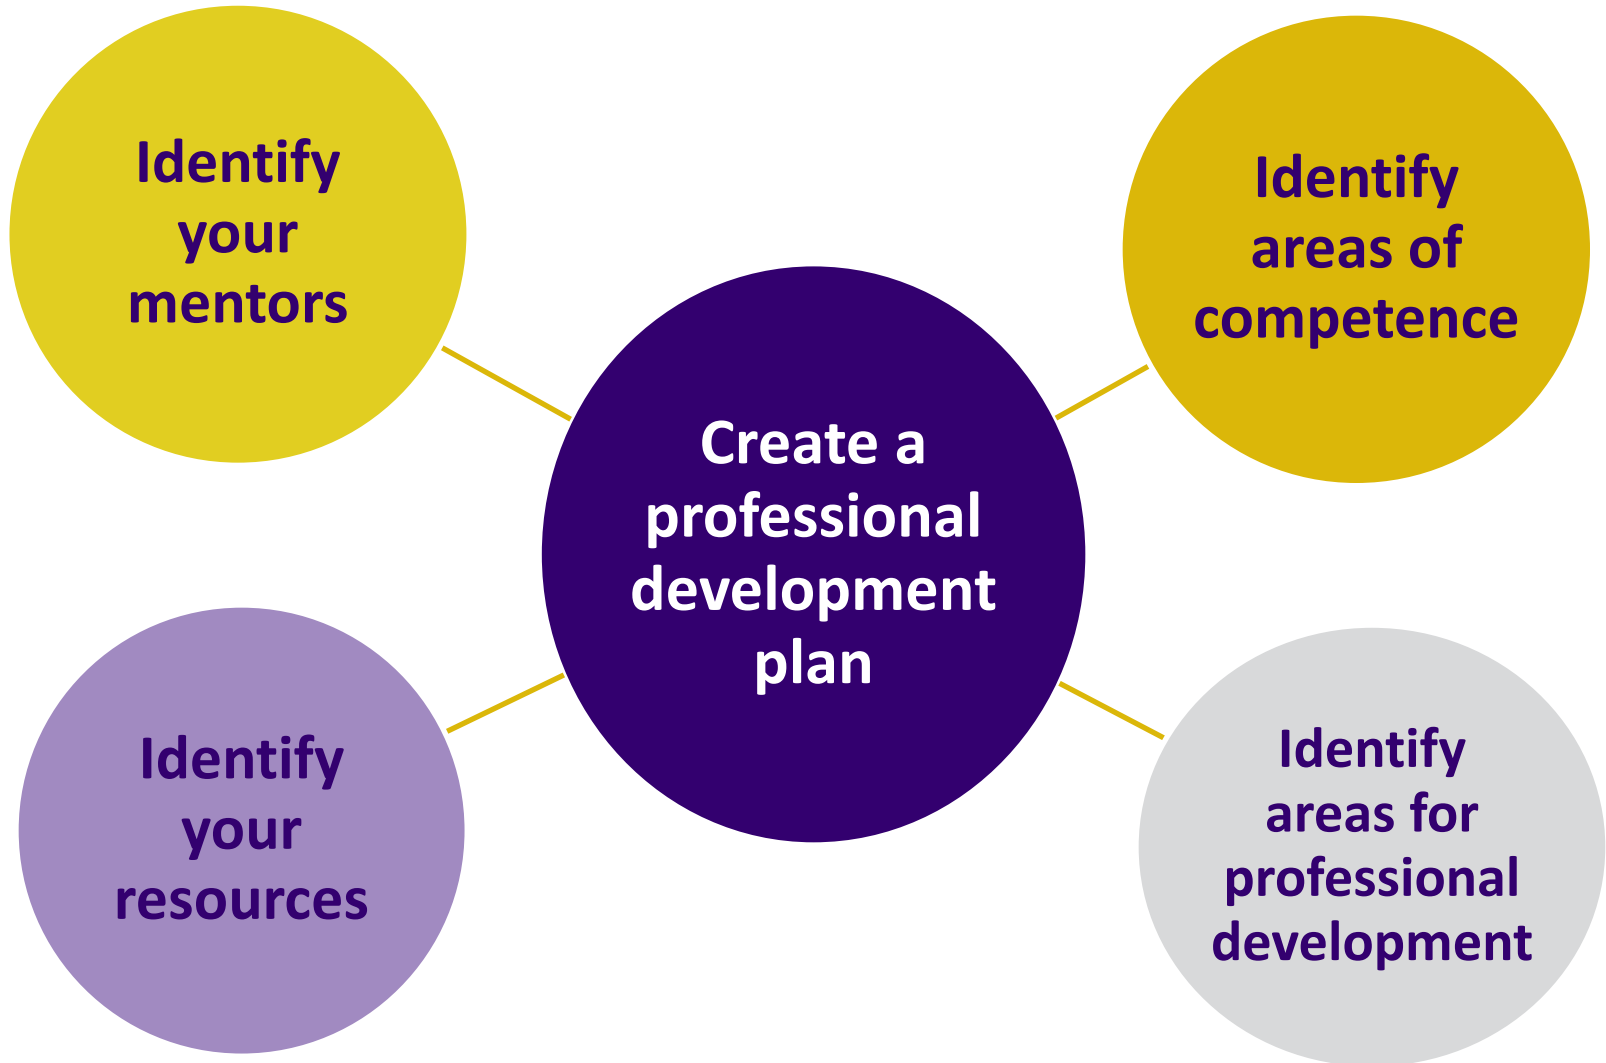 Identify
your
mentors
Identify
areas of
competence
Create a
professional
development
plan
Identify
your
resources
Identify
areas for
professional
development